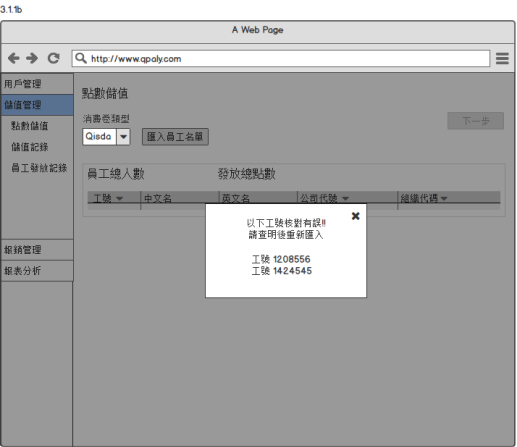 3.1.1b
A Web Page
http://www.qpoly.com
用戶管理
儲值管理
點數儲值
儲值記錄
員工發放記錄
報銷管理
報表分析
點數儲值
消費卷類型
Qisda
匯入員工名單
下一步
員工總人數 發放總點數
工號 中文名 英文名 公司代號 組織代碼
以下工號核對有誤!!
請查明後重新匯入
工號 1208556
工號 1424545